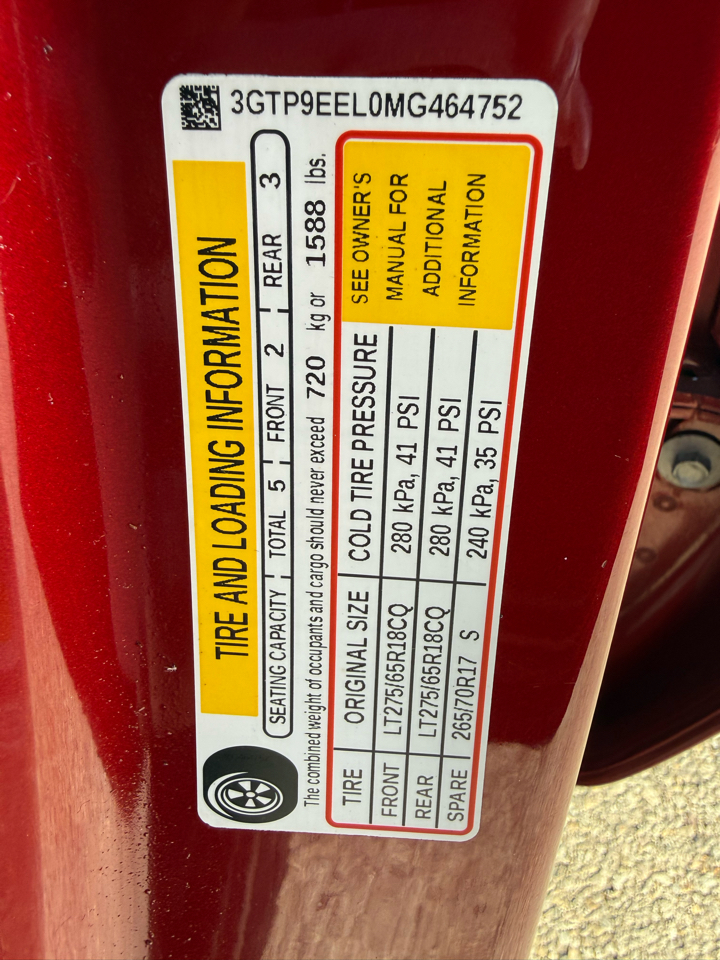 3GTP9EEL0MG464752
TIRE AND LOADING INFORMATION
SEATING CAPACITY TOTAL 5 FRONT 2 REAR 3
The combined weight of occupants and cargo should never exceed 720 kg or 1588 lbs.
TIRE ORIGINAL SIZE COLD TIRE PRESSURE
FRONT LT275/65R18CQ 280 kPa, 41 PSI
REAR LT275/65R18CQ 280 kPa, 41 PSI
SPARE 265/70R17 S 240 kPa, 35 PSI
SEE OWNER'S
MANUAL FOR
ADDITIONAL
INFORMATION